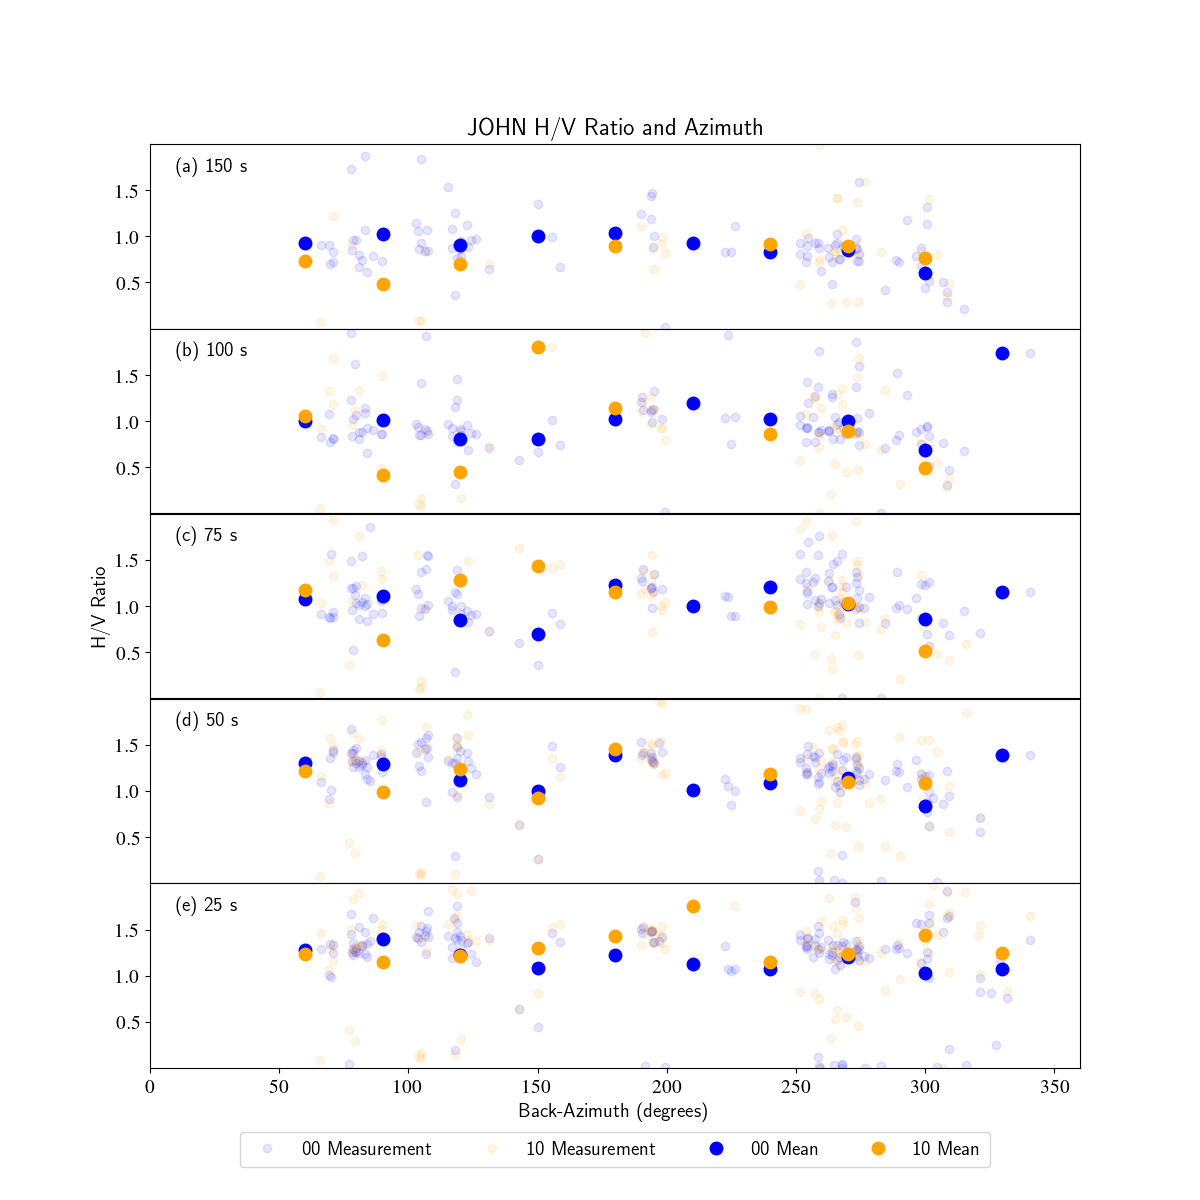 JOHN H/V Ratio and Azimuth
(a) 150 s
1.5
1.0
0.5
(b) 100 s
1.5
1.0
0.5
(c) 75 s
1.5
1.0
0.5
H/V Ratio
(d) 50 s
1.5
1.0
0.5
(e) 25 s
1.5
1.0
0.5
0 50 100 150 200 250 300 350
Back-Azimuth (degrees)
00 Measurement 10 Measurement 00 Mean 10 Mean